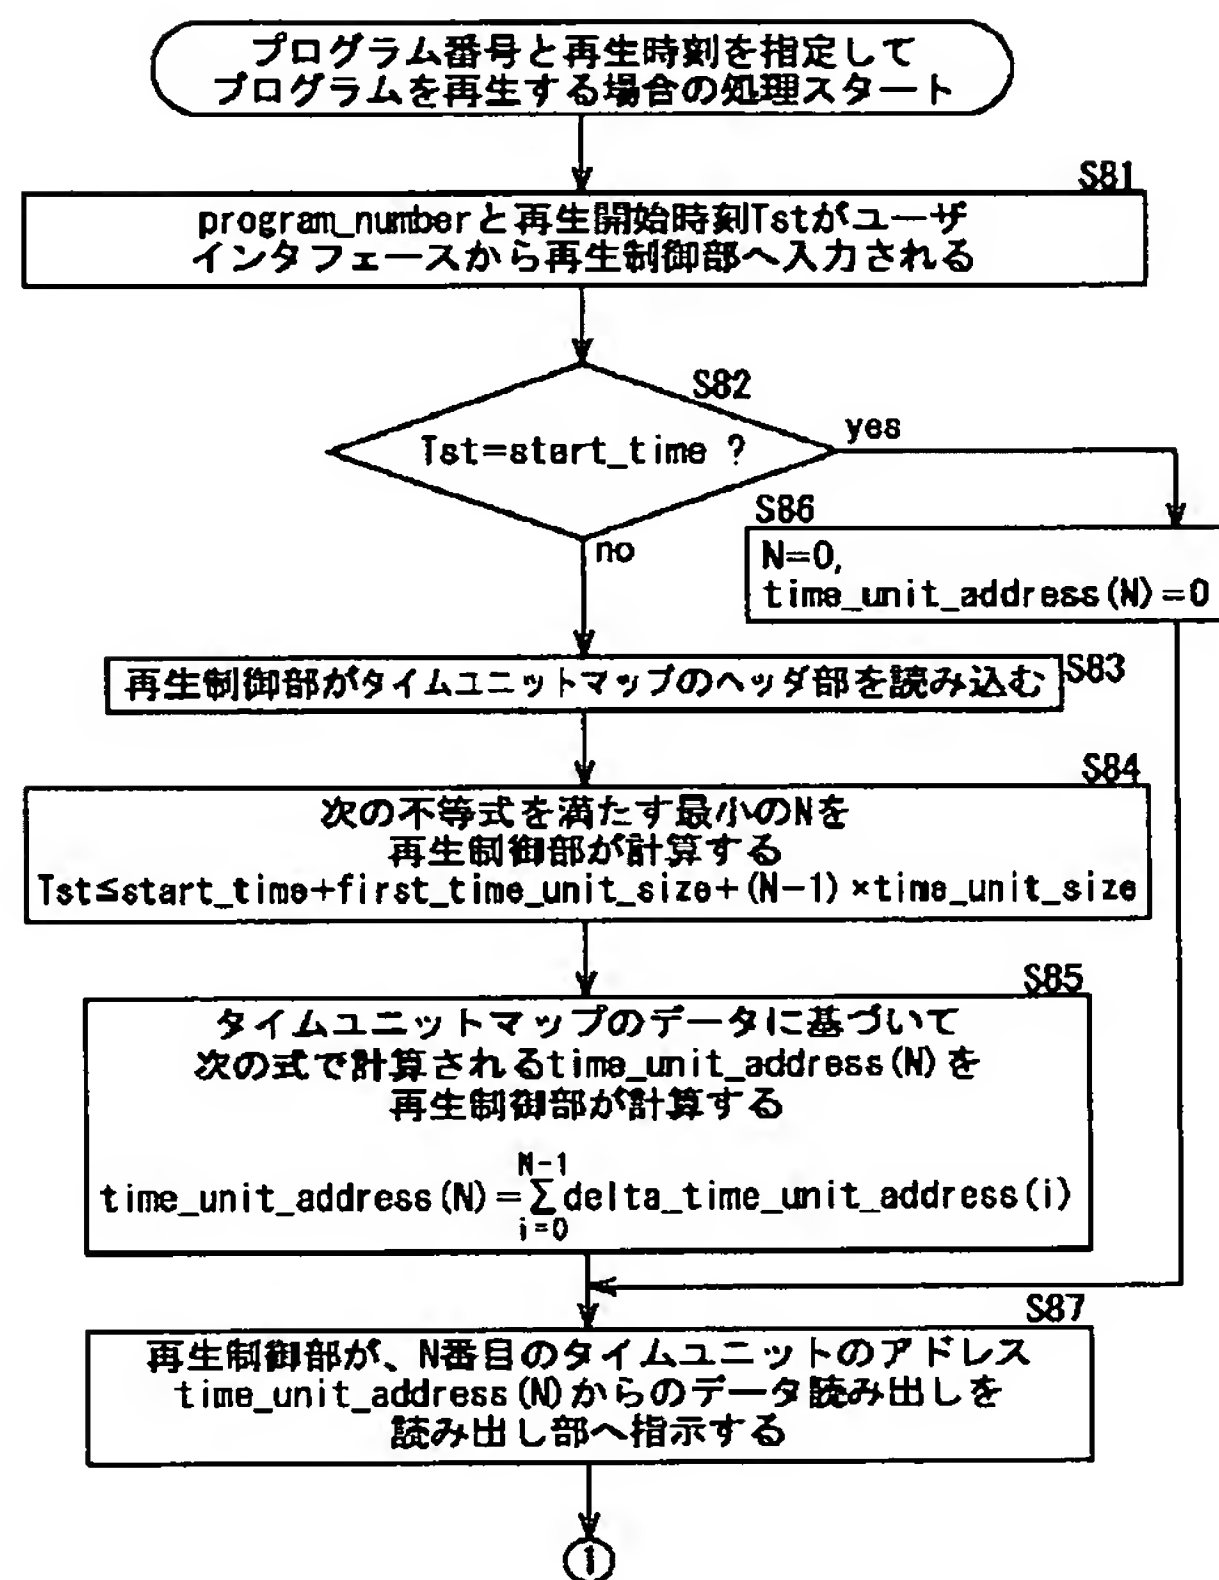 プログラム番号と再生時刻を指定して
プログラムを再生する場合の処理スタート
S81
program_numberと再生開始時刻Tstがユーザ
インタフェースから再生制御部へ入力される
S82
Tst=start_time ?
yes
no
S86
N=0,
time_unit_address(N)=0
S83
再生制御部がタイムユニットマップのヘッダ部を読み込む
S84
次の不等式を満たす最小のNを
再生制御部が計算する
Tst≦start_time+first_time_unit_size+(N-1)×time_unit_size
S85
タイムユニットマップのデータに基づいて
次の式で計算されるtime_unit_address(N)を
再生制御部が計算する
N-1
time_unit_address(N)=Σdelta_time_unit_address(i)
i=0
S87
再生制御部が、N番目のタイムユニットのアドレス
time_unit_address(N)からのデータ読み出しを
読み出し部へ指示する
①